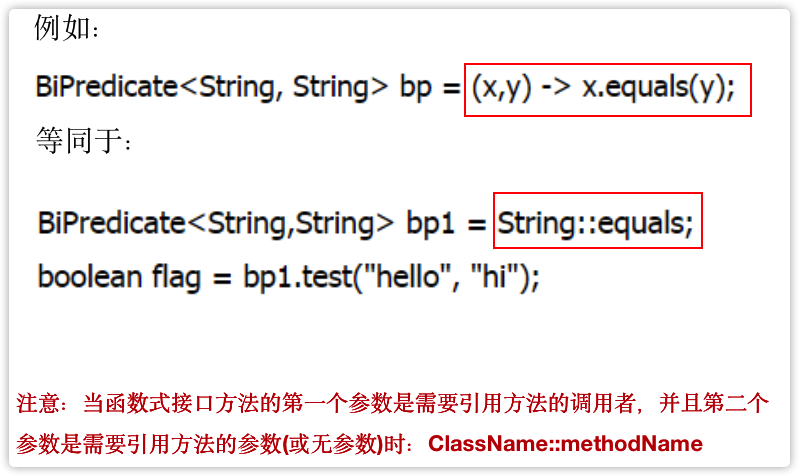 例如：
BiPredicate<String, String> bp = (x,y) -> x.equals(y);
等同于：
BiPredicate<String,String> bp1 = String::equals;
boolean flag = bp1.test("hello", "hi");
注意：当函数式接口方法的第一个参数是需要引用方法的调用者，并且第二个
参数是需要引用方法的参数(或无参数)时：ClassName::methodName